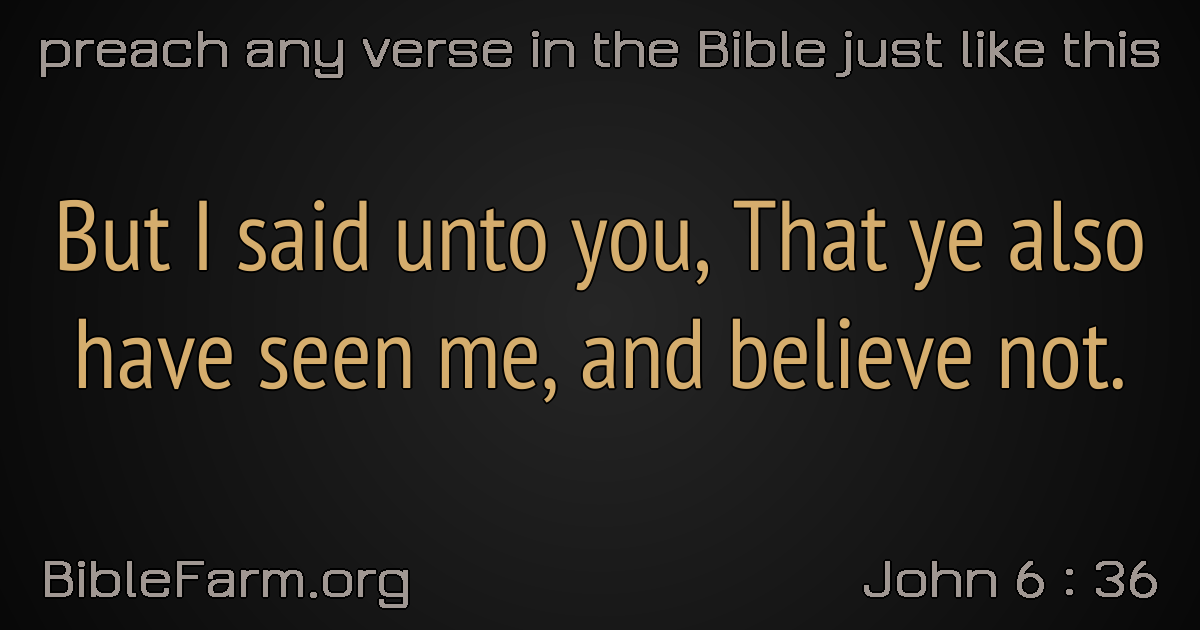 preach any verse in the Bible just like this
But I said unto you, That ye also
have seen me, and believe not.
BibleFarm.org
John 6 : 36